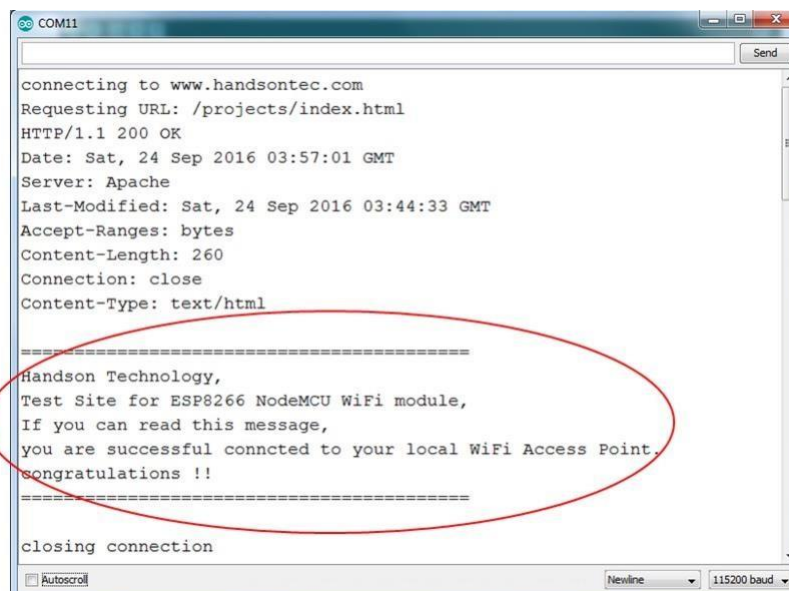 COM11
Send
connecting to www.handsontec.com
Requesting URL: /projects/index.html
HTTP/1.1 200 OK
Date: Sat, 24 Sep 2016 03:57:01 GMT
Server: Apache
Last-Modified: Sat, 24 Sep 2016 03:44:33 GMT
Accept-Ranges: bytes
Content-Length: 260
Connection: close
Content-Type: text/html
==========================================
Handson Technology,
Test Site for ESP8266 NodeMCU WiFi module,
If you can read this message,
you are successful conncted to your local WiFi Access Point.
congratulations !!
==========================================
closing connection
Autoscroll Newline 115200 baud